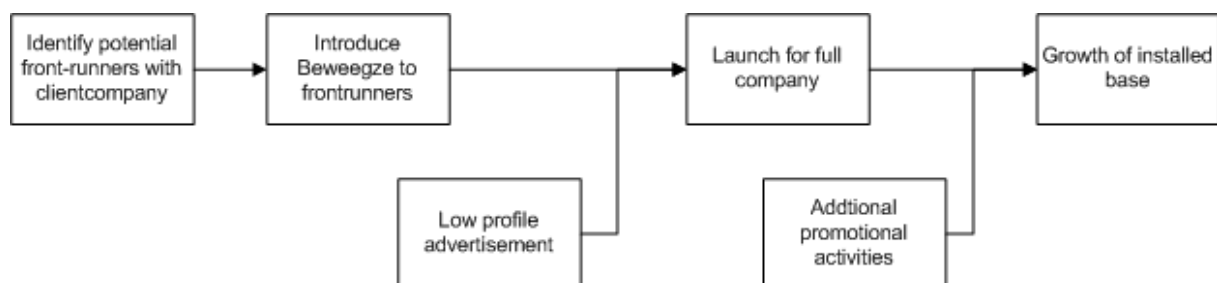 Identify potential
front-runners with
clientcompany
Introduce
Beweegze to
frontrunners
Launch for full
company
Growth of installed
base
Low profile
advertisement
Addtional
promotional
activities